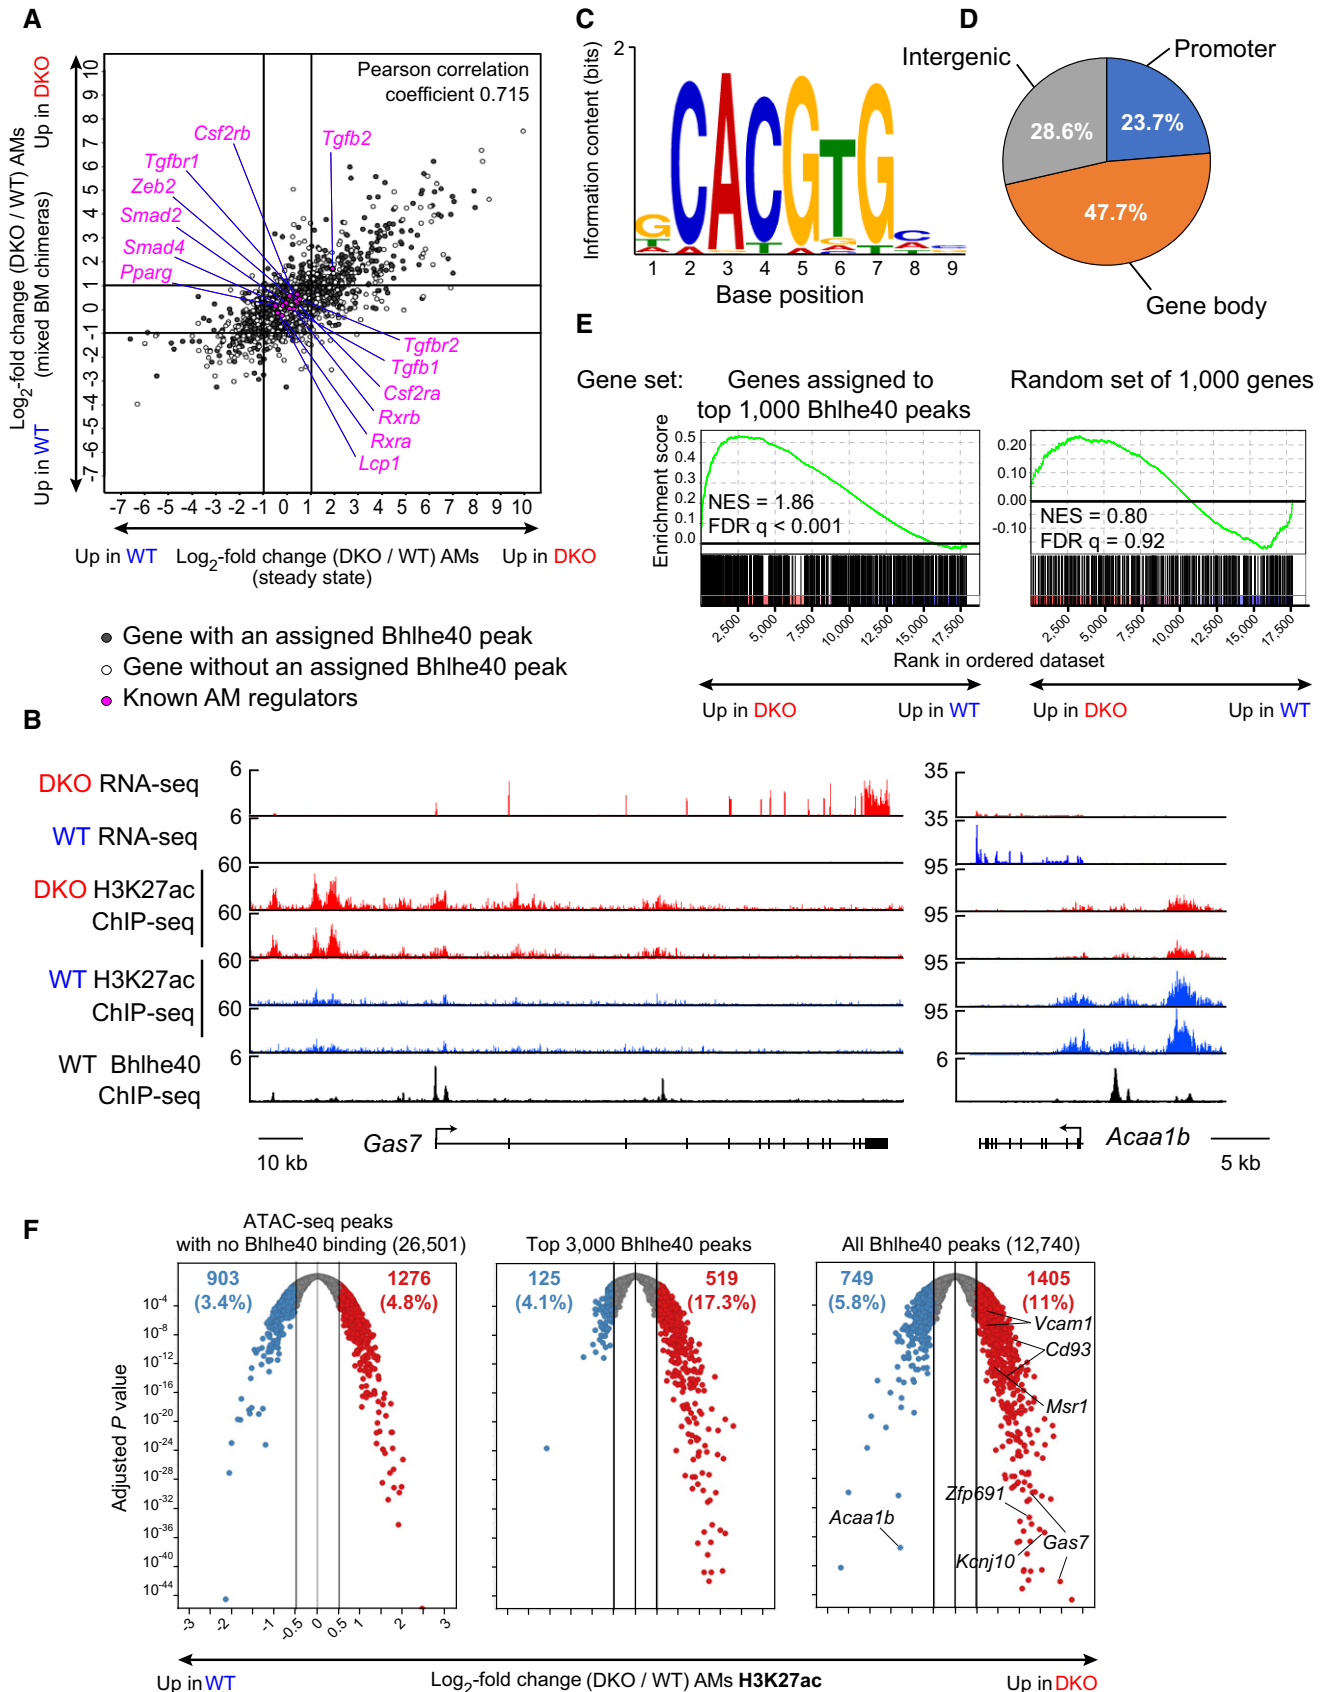 A
Pearson correlation
coefficient 0.715
Log2-fold change (DKO / WT) AMs
(mixed BM chimeras)
Up in DKO
Up in WT
10
9
8
7
6
5
4
3
2
1
0
-1
-2
-3
-4
-5
-6
-7
Csf2rb
Tgfb2
Tgfbr1
Zeb2
Smad2
Smad4
Pparg
Tgfbr2
Tgfb1
Csf2ra
Rxrb
Rxra
Lcp1
-7 -6 -5 -4 -3 -2 -1 0 1 2 3 4 5 6 7 8 9 10
Up in WT Log2-fold change (DKO / WT) AMs Up in DKO
(steady state)
Gene with an assigned Bhlhe40 peak
Gene without an assigned Bhlhe40 peak
Known AM regulators
C
Information content (bits)
2
G T A C A C G T G C
1 2 3 4 5 6 7 8 9
Base position
D
Intergenic
Promoter
28.6%
23.7%
47.7%
Gene body
E
Gene set: Genes assigned to
top 1,000 Bhlhe40 peaks
Random set of 1,000 genes
Enrichment score
0.5
0.4
0.3
0.2
0.1
0.0
NES = 1.86
FDR q < 0.001
0.20
0.10
0.00
-0.10
NES = 0.80
FDR q = 0.92
2,500 5,000 7,500 10,000 12,500 15,000 17,500
2,500 5,000 7,500 10,000 12,500 15,000 17,500
Rank in ordered dataset
Up in DKO Up in WT
Up in DKO Up in WT
B
DKO RNA-seq
WT RNA-seq
DKO H3K27ac
ChIP-seq
WT H3K27ac
ChIP-seq
WT Bhlhe40
ChIP-seq
6
6
60
60
60
60
6
35
35
95
95
95
95
6
Gas7
10 kb
Acaa1b
5 kb
F
ATAC-seq peaks
with no Bhlhe40 binding (26,501)
Top 3,000 Bhlhe40 peaks
All Bhlhe40 peaks (12,740)
903
(3.4%)
1276
(4.8%)
125
(4.1%)
519
(17.3%)
749
(5.8%)
1405
(11%)
Adjusted P value
10-4
10-8
10-12
10-16
10-20
10-24
10-28
10-32
10-36
10-40
10-44
Vcam1
Cd93
Msr1
Zfp691
Acaa1b
Kcnj10
Gas7
-3 -2 -1 -0.5 0 0.5 1 2 3
Up in WT Log2-fold change (DKO / WT) AMs H3K27ac Up in DKO